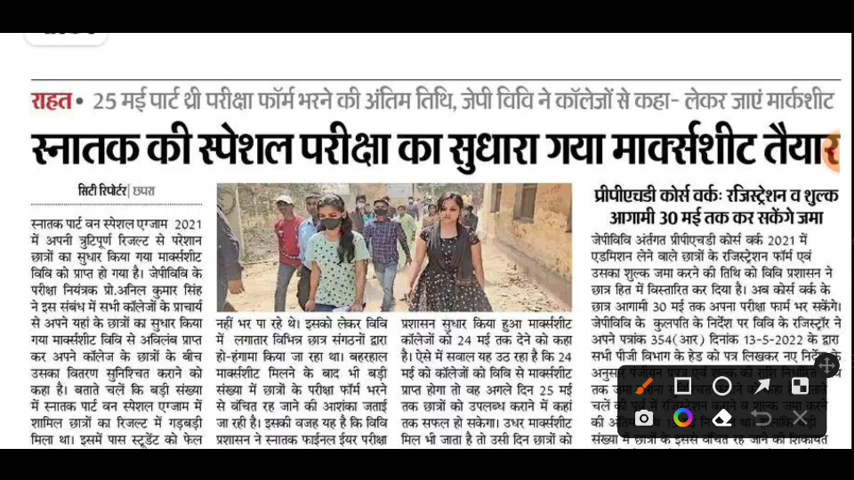 राहत • 25 मई पार्ट थ्री परीक्षा फॉर्म भरने की अंतिम तिथि, जेपी विवि ने कॉलेजों से कहा- लेकर जाएं मार्कशीट
स्नातक की स्पेशल परीक्षा का सुधारा गया मार्क्सशीट तैयार
सिटी रिपोर्टर| छपरा
स्नातक पार्ट वन स्पेशल एग्जाम 2021
में अपनी त्रुटिपूर्ण रिजल्ट से परेशान
छात्रों का सुधार किया गया मार्क्सशीट
विवि को प्राप्त हो गया है। जेपीविवि के
परीक्षा नियंत्रक प्रो.अनिल कुमार सिंह
ने इस संबंध में सभी कॉलेजों के प्राचार्य
से अपने यहां के छात्रों का सुधार किया
गया मार्क्सशीट विवि से अविलंब प्राप्त
कर अपने कॉलेज के छात्रों के बीच
उसका वितरण सुनिश्चित कराने को
कहा है। बताते चलें कि बड़ी संख्या
में स्नातक पार्ट वन स्पेशल एग्जाम में
शामिल छात्रों का रिजल्ट में गड़बड़ी
मिला था। इसमें पास स्टूडेंट को फेल
नहीं भर पा रहे थे। इसको लेकर विवि
में लगातार विभिन्न छात्र संगठनों द्वारा
हो-हंगामा किया जा रहा था। बहरहाल
मार्क्सशीट मिलने के बाद भी बड़ी
संख्या में छात्रों के परीक्षा फॉर्म भरने
से वंचित रह जाने की आशंका जताई
जा रही है। इसकी वजह यह है कि विवि
प्रशासन ने स्नातक फाईनल ईयर परीक्षा
प्रशासन सुधार किया हुआ मार्क्सशीट
कॉलेजों को 24 मई तक देने को कहा
है। ऐसे में सवाल यह उठ रहा है कि 24
मई को कॉलेजों को विवि से मार्क्सशीट
प्राप्त होगा तो वह अगले दिन 25 मई
तक छात्रों को उपलब्ध कराने में कहां
तक सफल हो सकेगा। उधर मार्क्सशीट
मिल भी जाती है तो उसी दिन छात्रों को
प्रीपीएचडी कोर्स वर्कः रजिस्ट्रेशन व शुल्क
आगामी 30 मई तक कर सकेंगे जमा
जेपीविवि अंतर्गत प्रीपीएचडी कोर्स वर्क 2021 में
एडमिशन लेने वाले छात्रों के रजिस्ट्रेशन फॉर्म एवं
उसका शुल्क जमा करने की तिथि को विवि प्रशासन ने
छात्र हित में विस्तारित कर दिया है। अब कोर्स वर्क के
छात्र आगामी 30 मई तक अपना परीक्षा फार्म भर सकेंगे।
जेपीविवि के कुलपति के निर्देश पर विवि के रजिस्ट्रार ने
अपने पत्रांक 354(आर) दिनांक 13-5-2022 के द्वारा
सभी पीजी विभाग के हेड को पत्र लिखकर नए निर्देश के
संख्या में छात्रों के इससे वंचित रह जाने की शिकायत